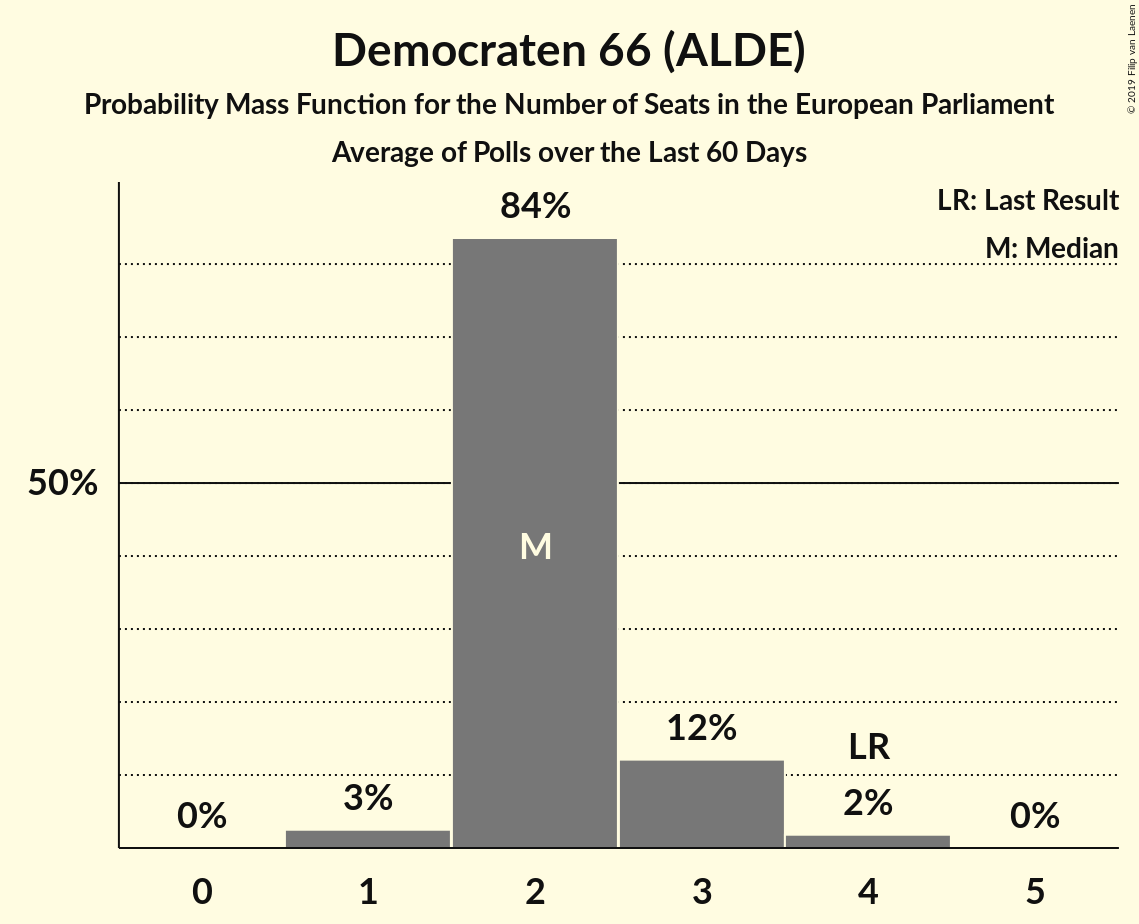 Democraten 66 (ALDE)
Probability Mass Function for the Number of Seats in the European Parliament
Average of Polls over the Last 60 Days
© 2019 Filip van Laenen
LR: Last Result
M: Median
84%
50%
M
12%
LR
3%
2%
0%
0%
0 1 2 3 4 5